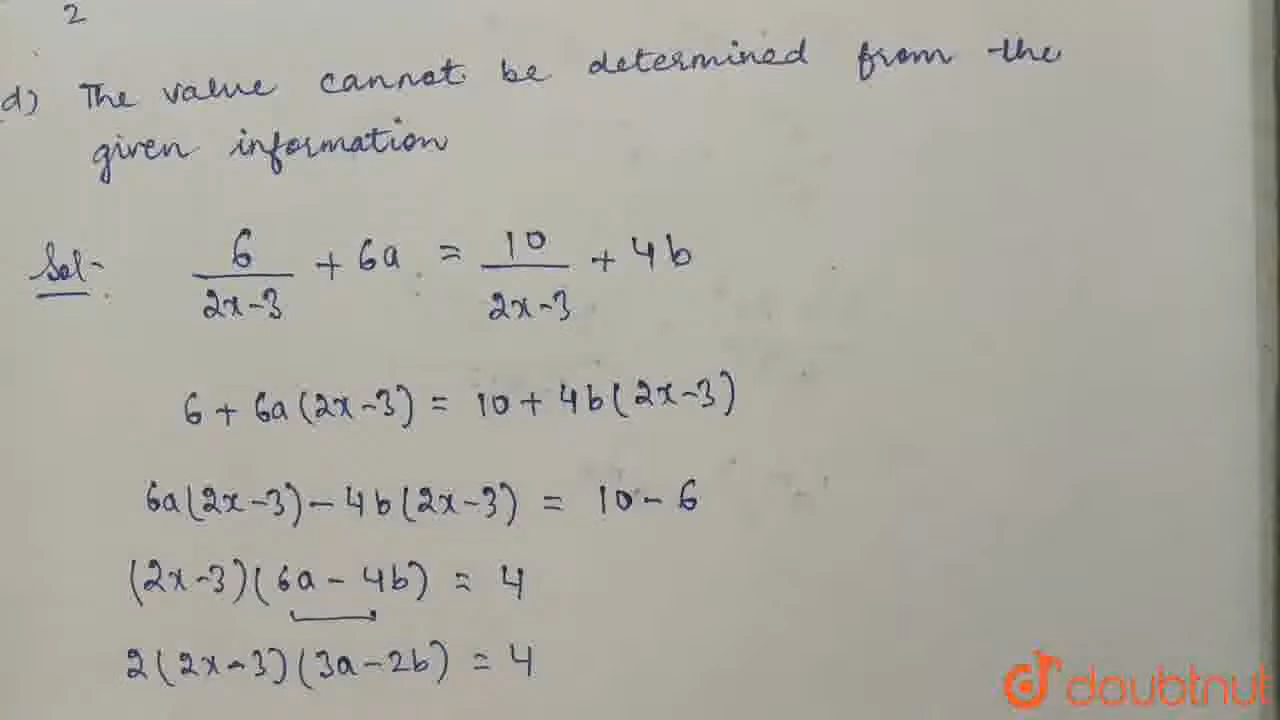 2
d) The value cannot be determined from the
given information
Sol-
6/(2x-3) + 6a = 10/(2x-3) + 4b
6 + 6a(2x-3) = 10 + 4b(2x-3)
6a(2x-3) - 4b(2x-3) = 10 - 6
(2x-3)(6a - 4b) = 4
2(2x-3)(3a-2b) = 4
doubtnut